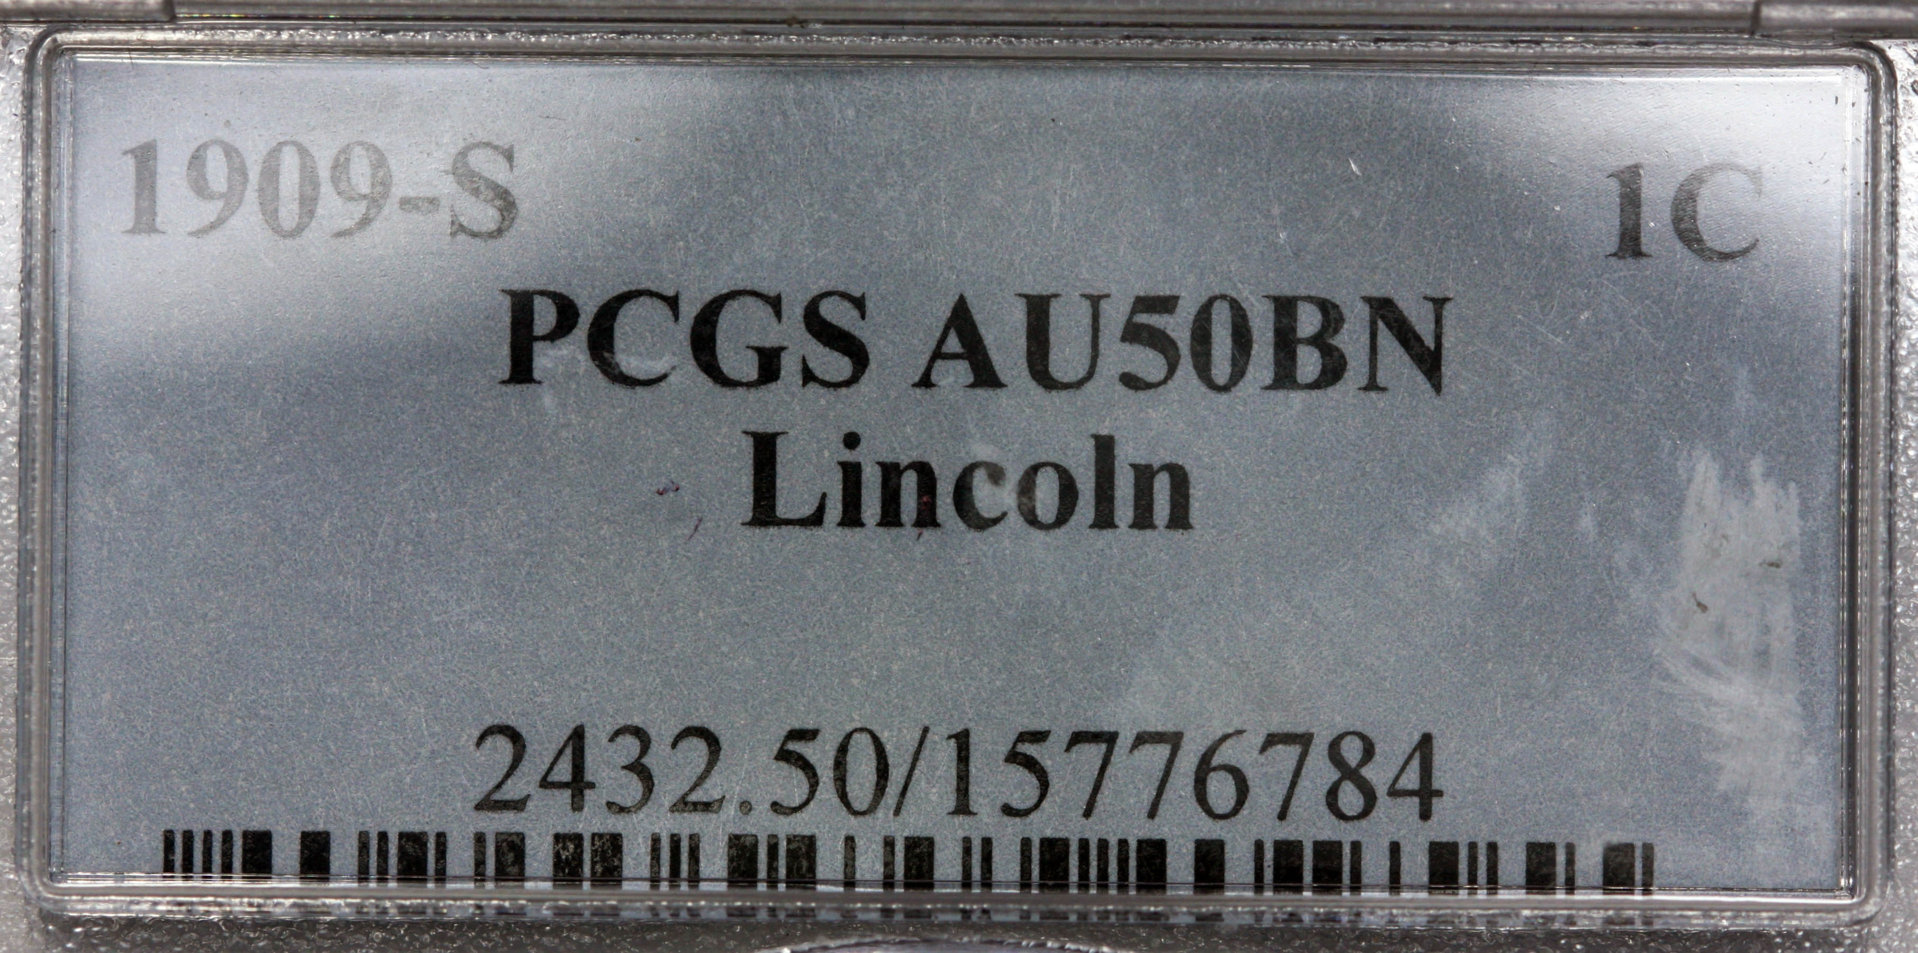 1909-S 1C
PCGS AU50BN
Lincoln
2432.50/15776784